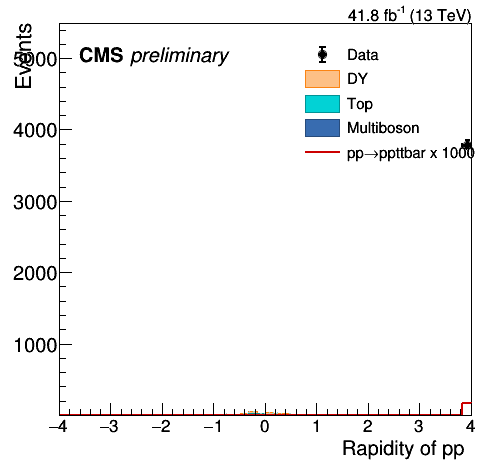 41.8 fb⁻¹ (13 TeV)
Events
CMS preliminary
Data
DY
Top
Multiboson
pp→ppttbar x 1000
5000
4000
3000
2000
1000
−4 −3 −2 −1 0 1 2 3 4
Rapidity of pp